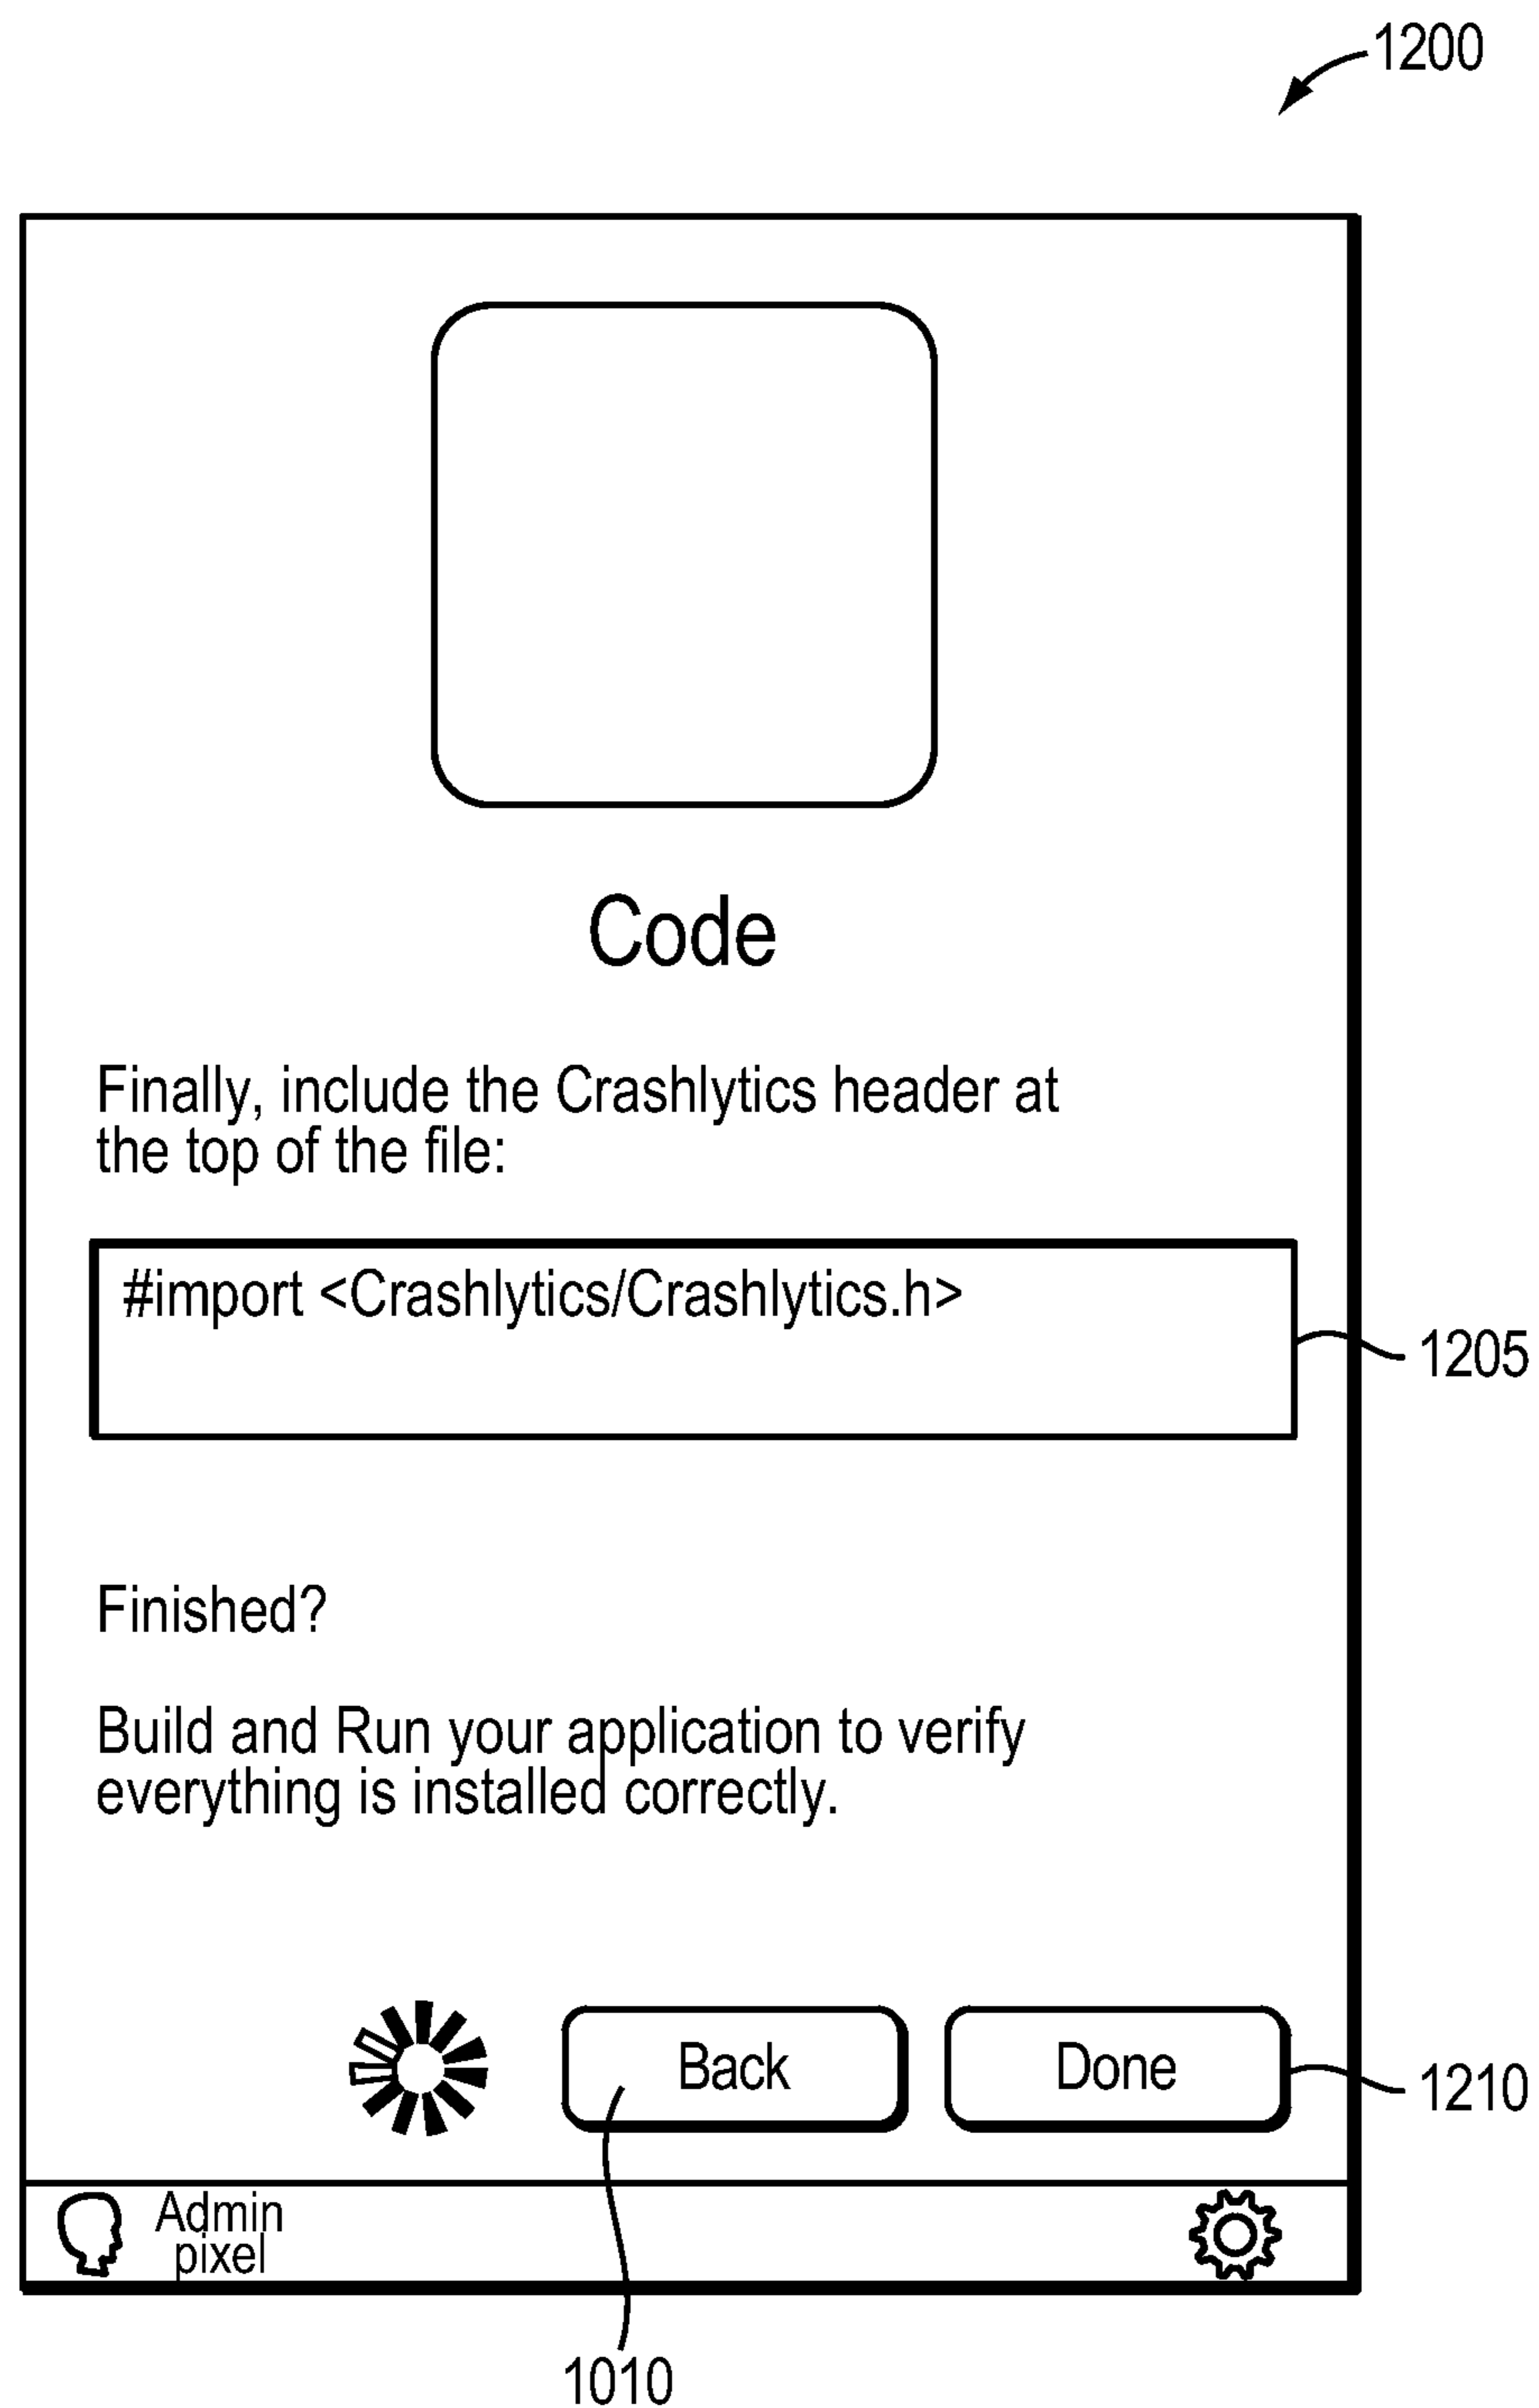 1200
Code
Finally, include the Crashlytics header at
the top of the file:
#import <Crashlytics/Crashlytics.h>
1205
Finished?
Build and Run your application to verify
everything is installed correctly.
Back
Done
1210
Admin
pixel
1010